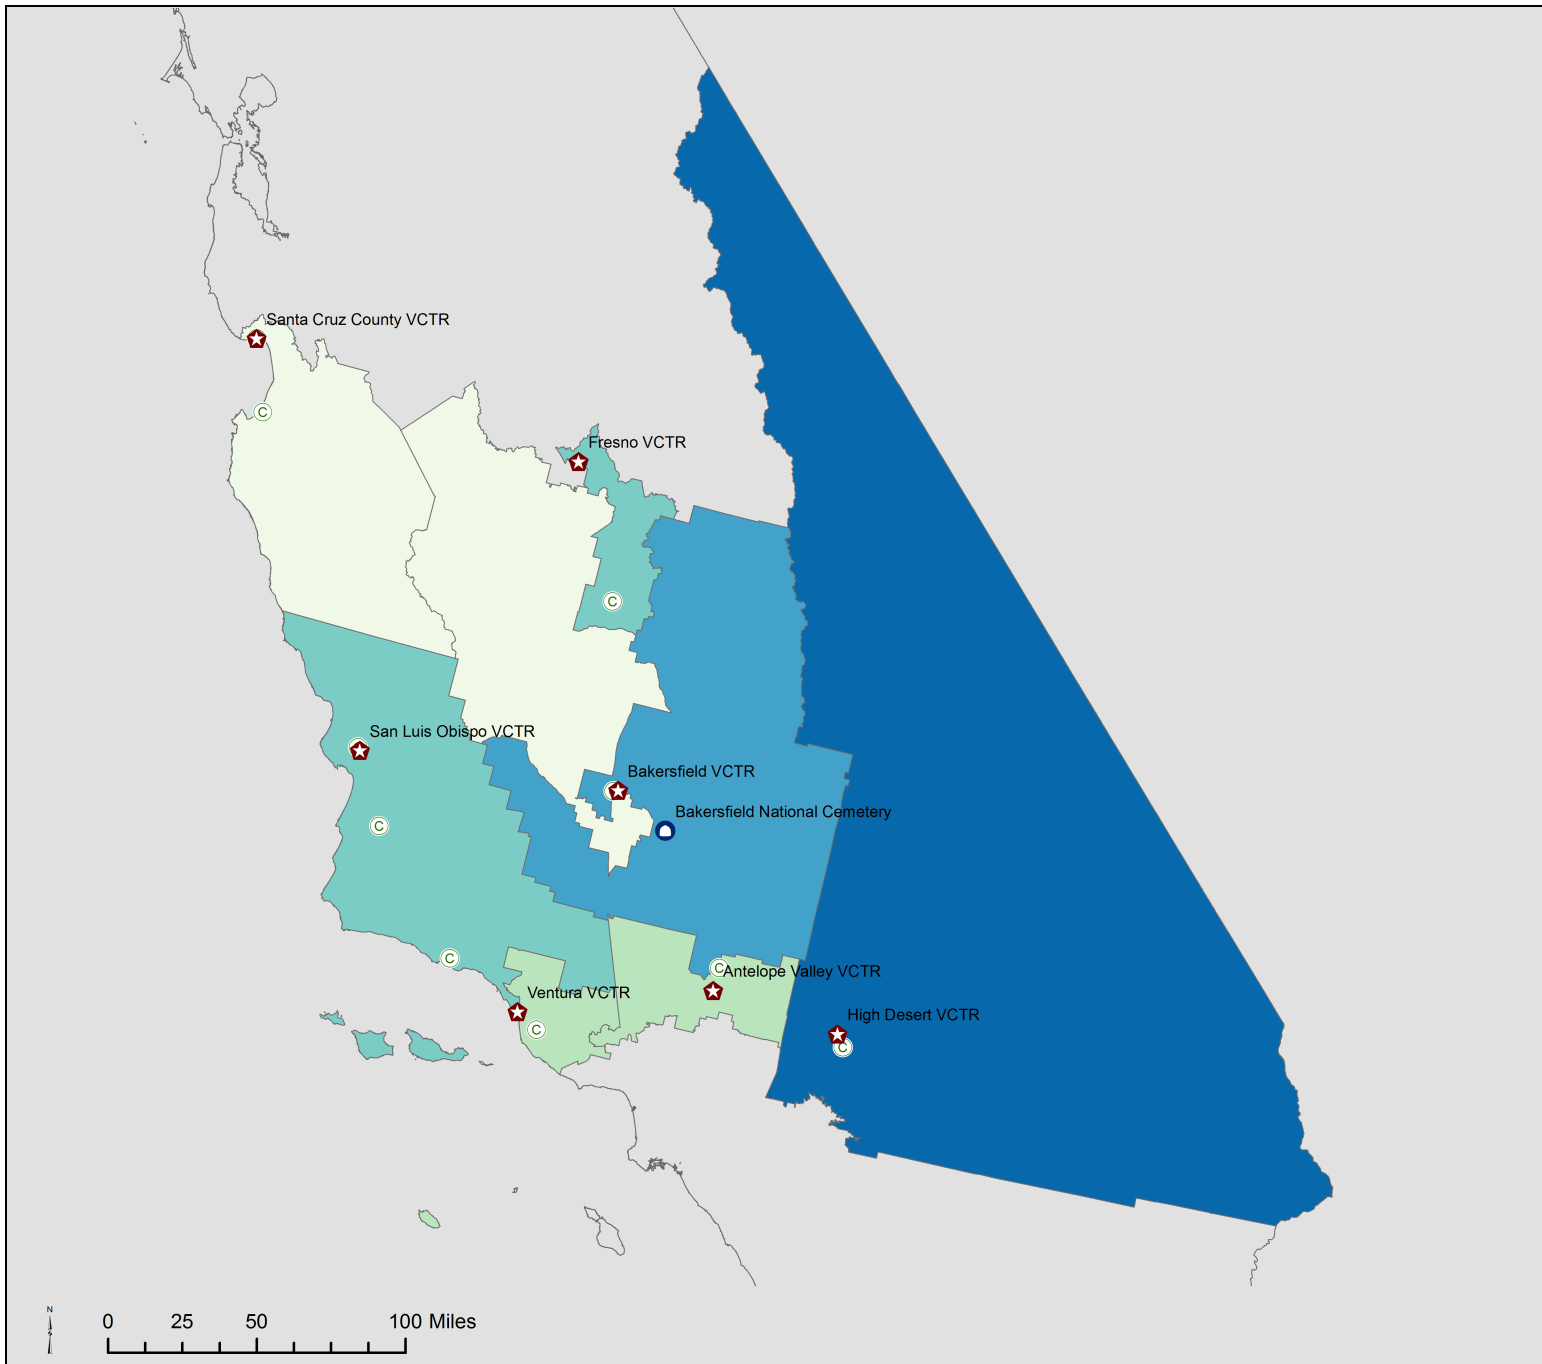 Santa Cruz County VCTR
C
Fresno VCTR
C
San Luis Obispo VCTR
Bakersfield VCTR
Bakersfield National Cemetery
C
C
C
Antelope Valley VCTR
Ventura VCTR
C
High Desert VCTR
C
N
0 25 50 100 Miles